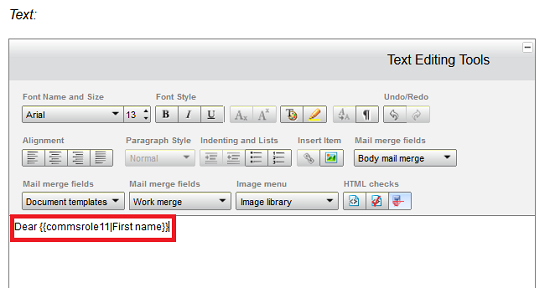 Text:
Text Editing Tools
Font Name and Size Font Style Undo/Redo
Arial 13 B I U
Alignment Paragraph Style Indenting and Lists Insert Item Mail merge fields
Normal Body mail merge
Mail merge fields Mail merge fields Image menu HTML checks
Document templates Work merge Image library
Dear {{commsrole11|First name}}